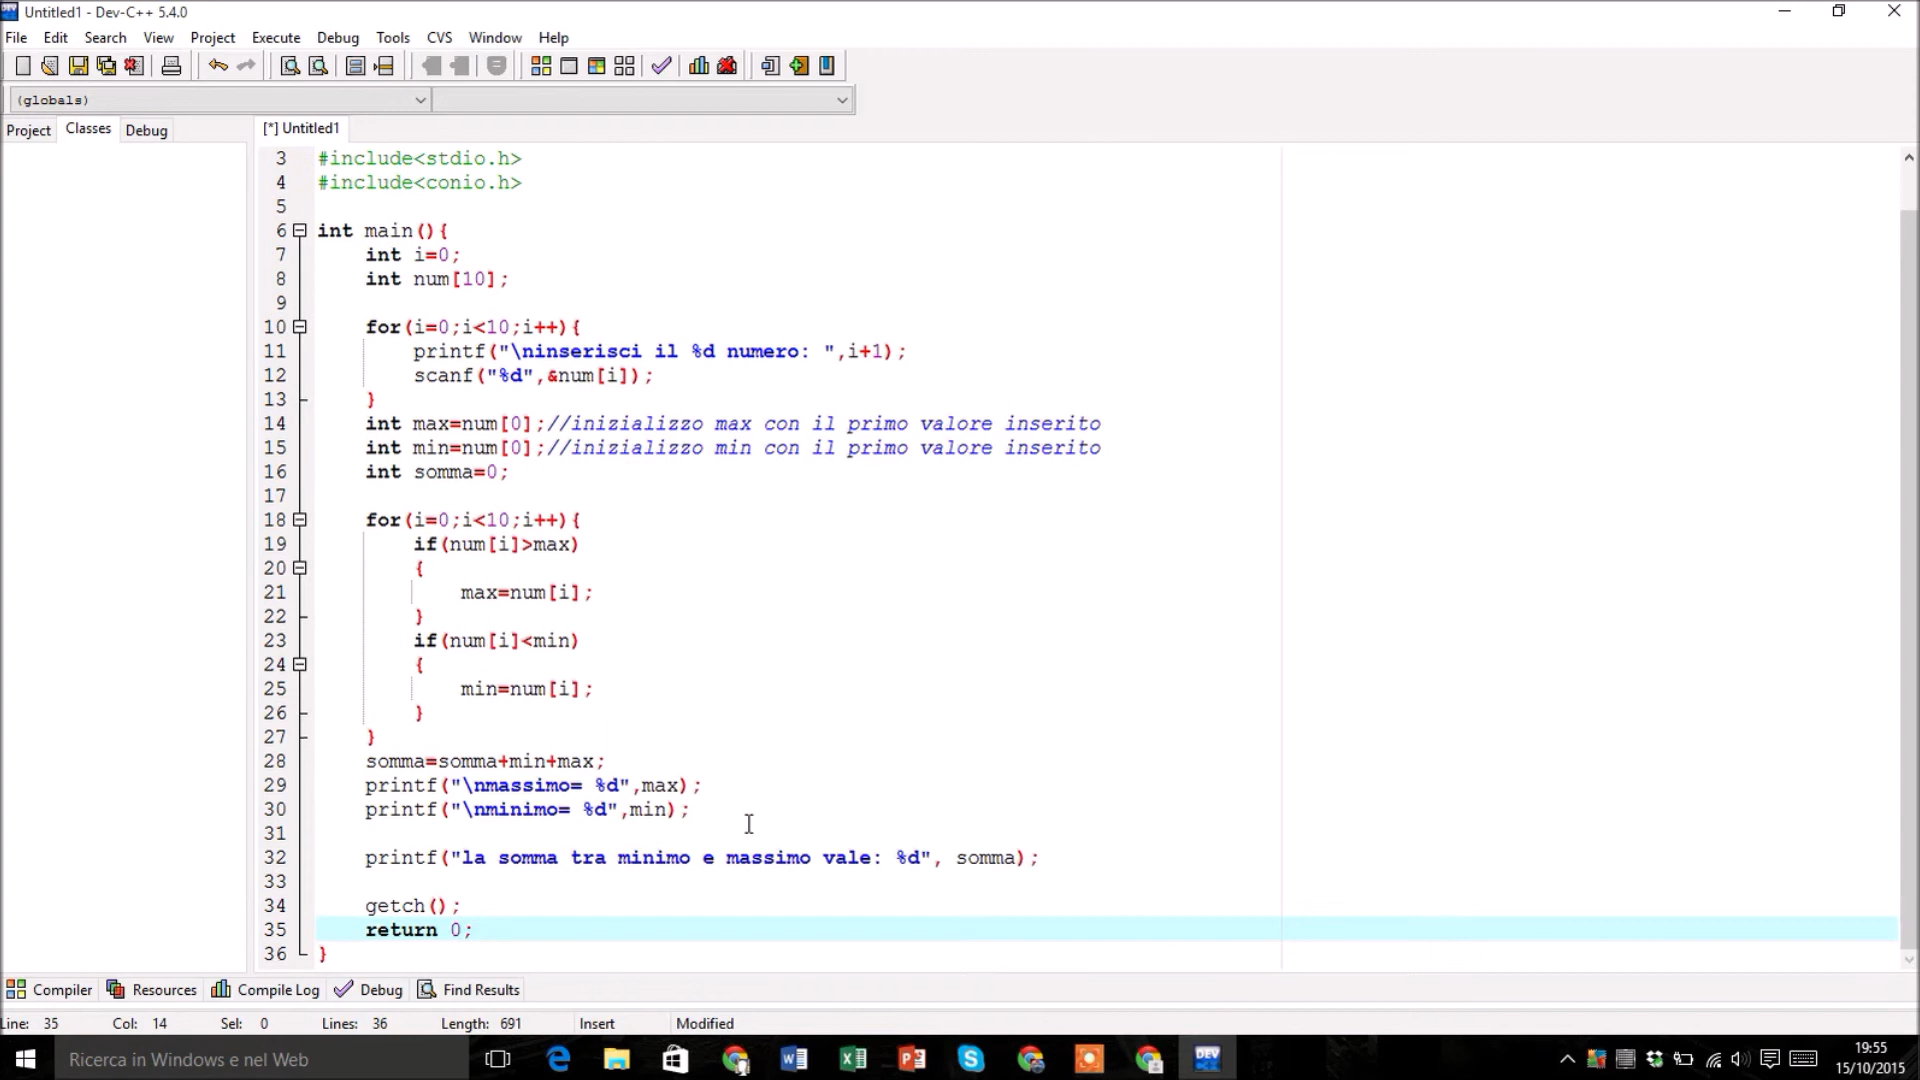 Untitled1 - Dev-C++ 5.4.0
File Edit Search View Project Execute Debug Tools CVS Window Help
(globals)
Project Classes Debug
[*] Untitled1
3 #include<stdio.h>
4 #include<conio.h>
5
6 int main(){
7 int i=0;
8 int num[10];
9
10 for(i=0;i<10;i++){
11 printf("\ninserisci il %d numero: ",i+1);
12 scanf("%d",&num[i]);
13 }
14 int max=num[0];//inizializzo max con il primo valore inserito
15 int min=num[0];//inizializzo min con il primo valore inserito
16 int somma=0;
17
18 for(i=0;i<10;i++){
19 if(num[i]>max)
20 {
21 max=num[i];
22 }
23 if(num[i]<min)
24 {
25 min=num[i];
26 }
27 }
28 somma=somma+min+max;
29 printf("\nmassimo= %d",max);
30 printf("\nminimo= %d",min);
31
32 printf("la somma tra minimo e massimo vale: %d", somma);
33
34 getch();
35 return 0;
36 }
Compiler Resources Compile Log Debug Find Results
Line: 35 Col: 14 Sel: 0 Lines: 36 Length: 691 Insert Modified
Ricerca in Windows e nel Web
DEV
19:55
15/10/2015